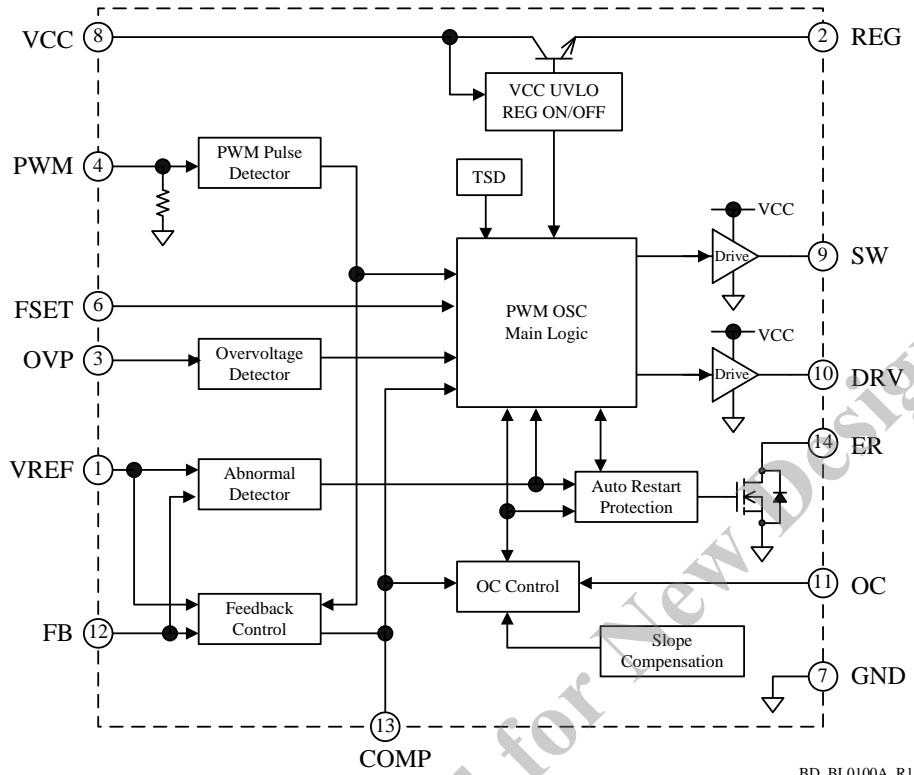 VCC
8
2
REG
VCC UVLO
REG ON/OFF
PWM
4
PWM Pulse
Detector
TSD
VCC
Drive
9
SW
FSET
6
PWM OSC
Main Logic
OVP
3
Overvoltage
Detector
VCC
Drive
10
DRV
14
ER
VREF
1
Abnormal
Detector
Auto Restart
Protection
OC Control
11
OC
FB
12
Feedback
Control
Slope
Compensation
7
GND
13
COMP
for New Design
BD_BL0100A_R1